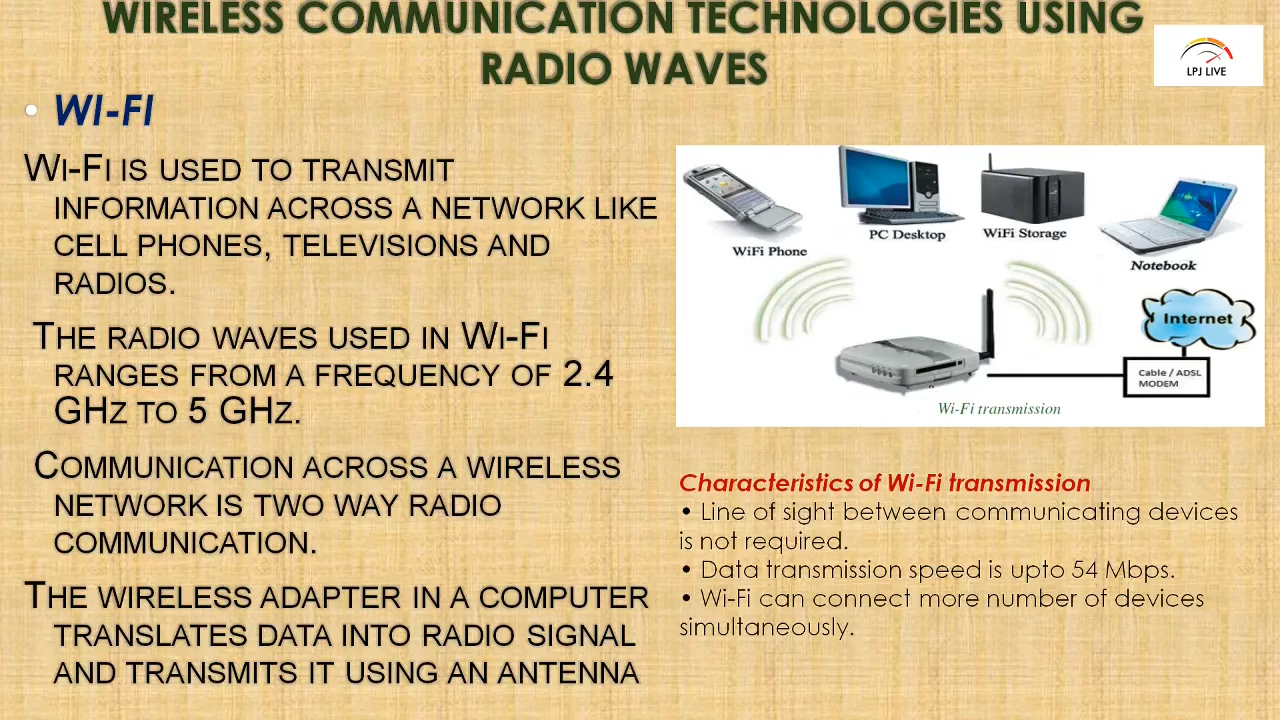 WIRELESS COMMUNICATION TECHNOLOGIES USING
RADIO WAVES
LPJ LIVE
• WI-FI
WI-FI IS USED TO TRANSMIT
INFORMATION ACROSS A NETWORK LIKE
CELL PHONES, TELEVISIONS AND
RADIOS.
THE RADIO WAVES USED IN WI-FI
RANGES FROM A FREQUENCY OF 2.4
GHZ TO 5 GHZ.
COMMUNICATION ACROSS A WIRELESS
NETWORK IS TWO WAY RADIO
COMMUNICATION.
THE WIRELESS ADAPTER IN A COMPUTER
TRANSLATES DATA INTO RADIO SIGNAL
AND TRANSMITS IT USING AN ANTENNA
WiFi Phone
PC Desktop
WiFi Storage
Notebook
Internet
Cable / ADSL
MODEM
Wi-Fi transmission
Characteristics of Wi-Fi transmission
• Line of sight between communicating devices
is not required.
• Data transmission speed is upto 54 Mbps.
• Wi-Fi can connect more number of devices
simultaneously.